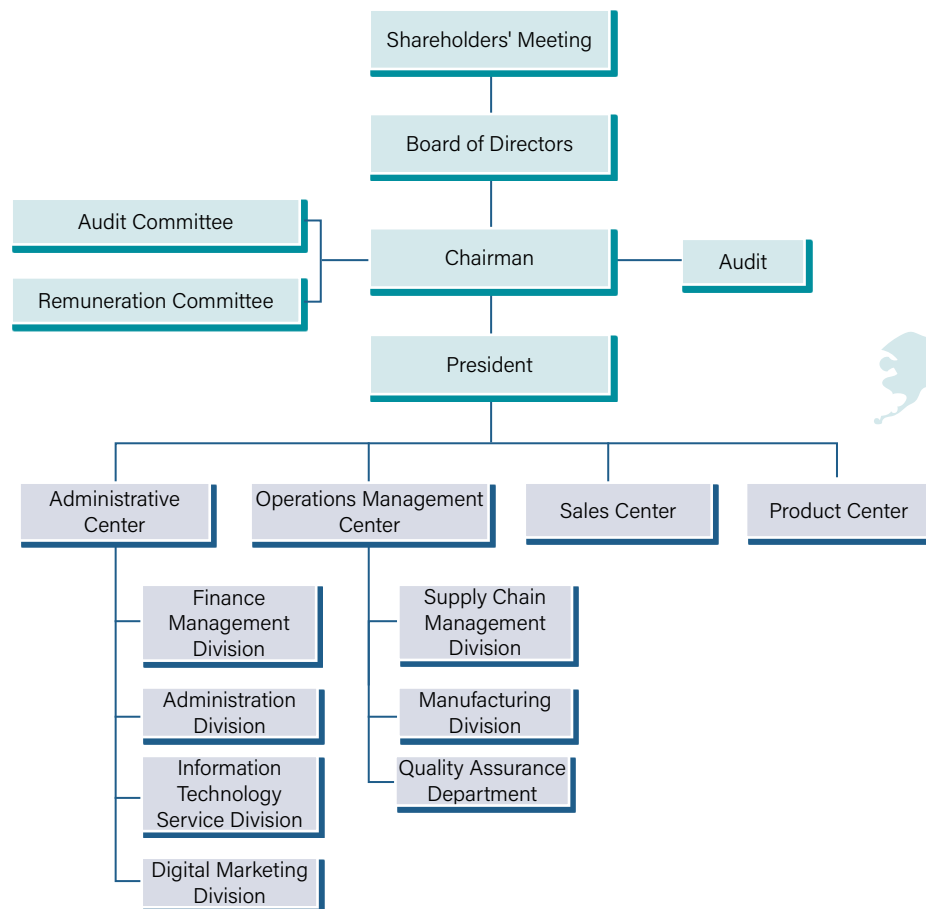 Shareholders' Meeting
Board of Directors
Audit Committee
Chairman
Audit
Remuneration Committee
President
Administrative
Center
Operations Management
Center
Sales Center
Product Center
Finance
Management
Division
Supply Chain
Management
Division
Administration
Division
Manufacturing
Division
Information
Technology
Service Division
Quality Assurance
Department
Digital Marketing
Division